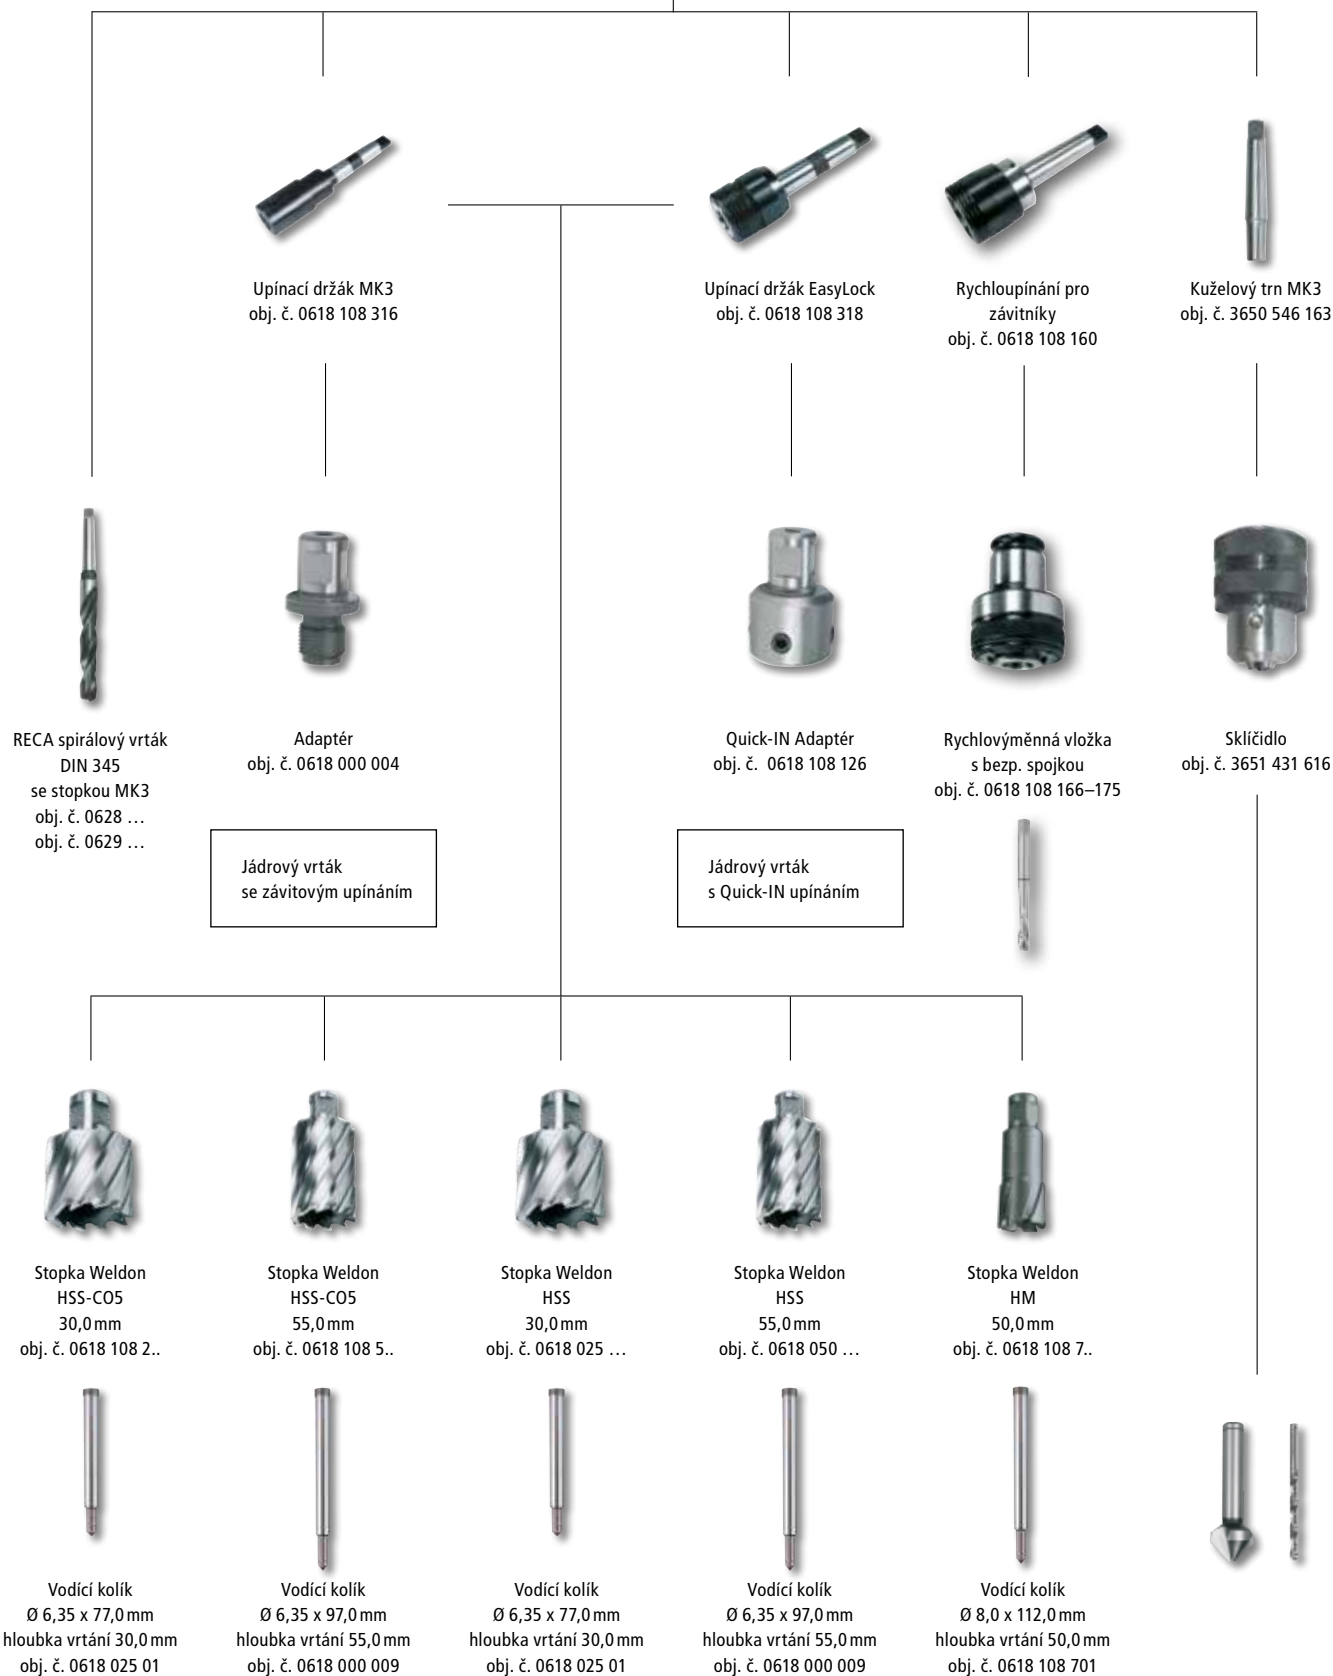 Upínací držák MK3
obj. č. 0618 108 316
Upínací držák EasyLock
obj. č. 0618 108 318
Rychloupínání pro
závitníky
obj. č. 0618 108 160
Kuželový trn MK3
obj. č. 3650 546 163
RECA spirálový vrták
DIN 345
se stopkou MK3
obj. č. 0628 …
obj. č. 0629 …
Adaptér
obj. č. 0618 000 004
Quick-IN Adaptér
obj. č. 0618 108 126
Rychlovýměnná vložka
s bezp. spojkou
obj. č. 0618 108 166–175
Sklíčidlo
obj. č. 3651 431 616
Jádrový vrták
se závitovým upínáním
Jádrový vrták
s Quick-IN upínáním
Stopka Weldon
HSS-CO5
30,0 mm
obj. č. 0618 108 2..
Stopka Weldon
HSS-CO5
55,0 mm
obj. č. 0618 108 5..
Stopka Weldon
HSS
30,0 mm
obj. č. 0618 025 …
Stopka Weldon
HSS
55,0 mm
obj. č. 0618 050 …
Stopka Weldon
HM
50,0 mm
obj. č. 0618 108 7..
Vodící kolík
Ø 6,35 x 77,0 mm
hloubka vrtání 30,0 mm
obj. č. 0618 025 01
Vodící kolík
Ø 6,35 x 97,0 mm
hloubka vrtání 55,0 mm
obj. č. 0618 000 009
Vodící kolík
Ø 6,35 x 77,0 mm
hloubka vrtání 30,0 mm
obj. č. 0618 025 01
Vodící kolík
Ø 6,35 x 97,0 mm
hloubka vrtání 55,0 mm
obj. č. 0618 000 009
Vodící kolík
Ø 8,0 x 112,0 mm
hloubka vrtání 50,0 mm
obj. č. 0618 108 701